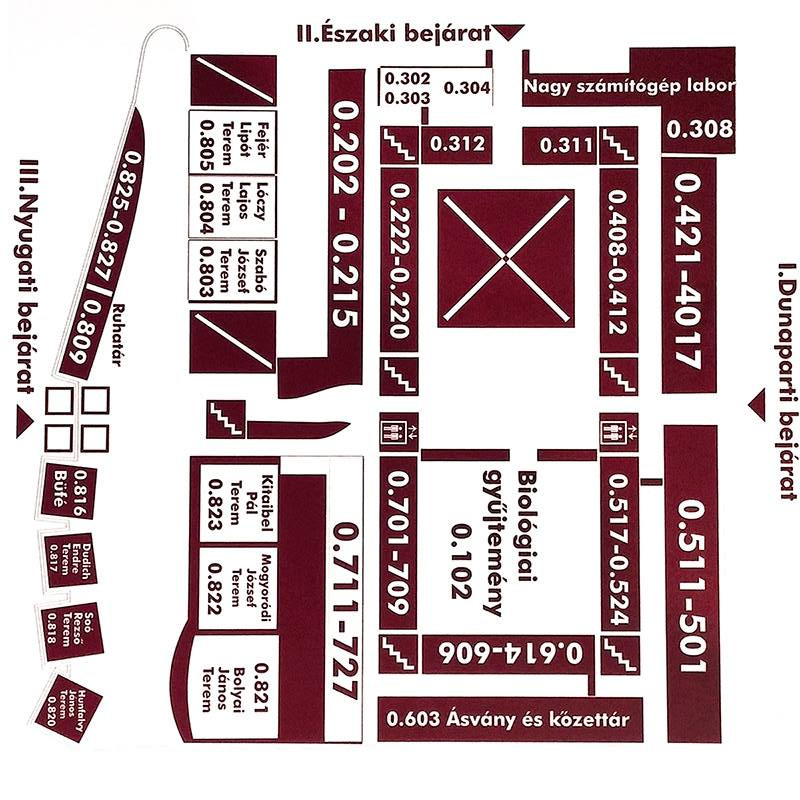 II.Északi bejárat
0.302
0.303
0.304
Nagy számítógép labor
0.308
0.312
0.311
III.Nyugati bejárat
0.825-0.827 | 0.809
Ruhatár
Fejér
Lipót
Terem
0.805
Lóczy
Lajos
Terem
0.804
Szabó
József
Terem
0.803
0.202 - 0.215
0.222-0.220
0.408-0.412
0.421-4017
I.Dunaparti bejárat
0.816
Büfé
Dudich
Endre
Terem
0.817
Soó
Rezső
Terem
0.818
Hunfalvy
János
Terem
0.820
Kitaibel
Pál
Terem
0.823
Mogyoródi
József
Terem
0.822
0.821
Bolyai
János
Terem
0.711-727
0.701-709
Biológiai
gyűjtemény
0.102
0.517-0.524
0.511-501
0.614-606
0.603 Ásvány és kőzettár